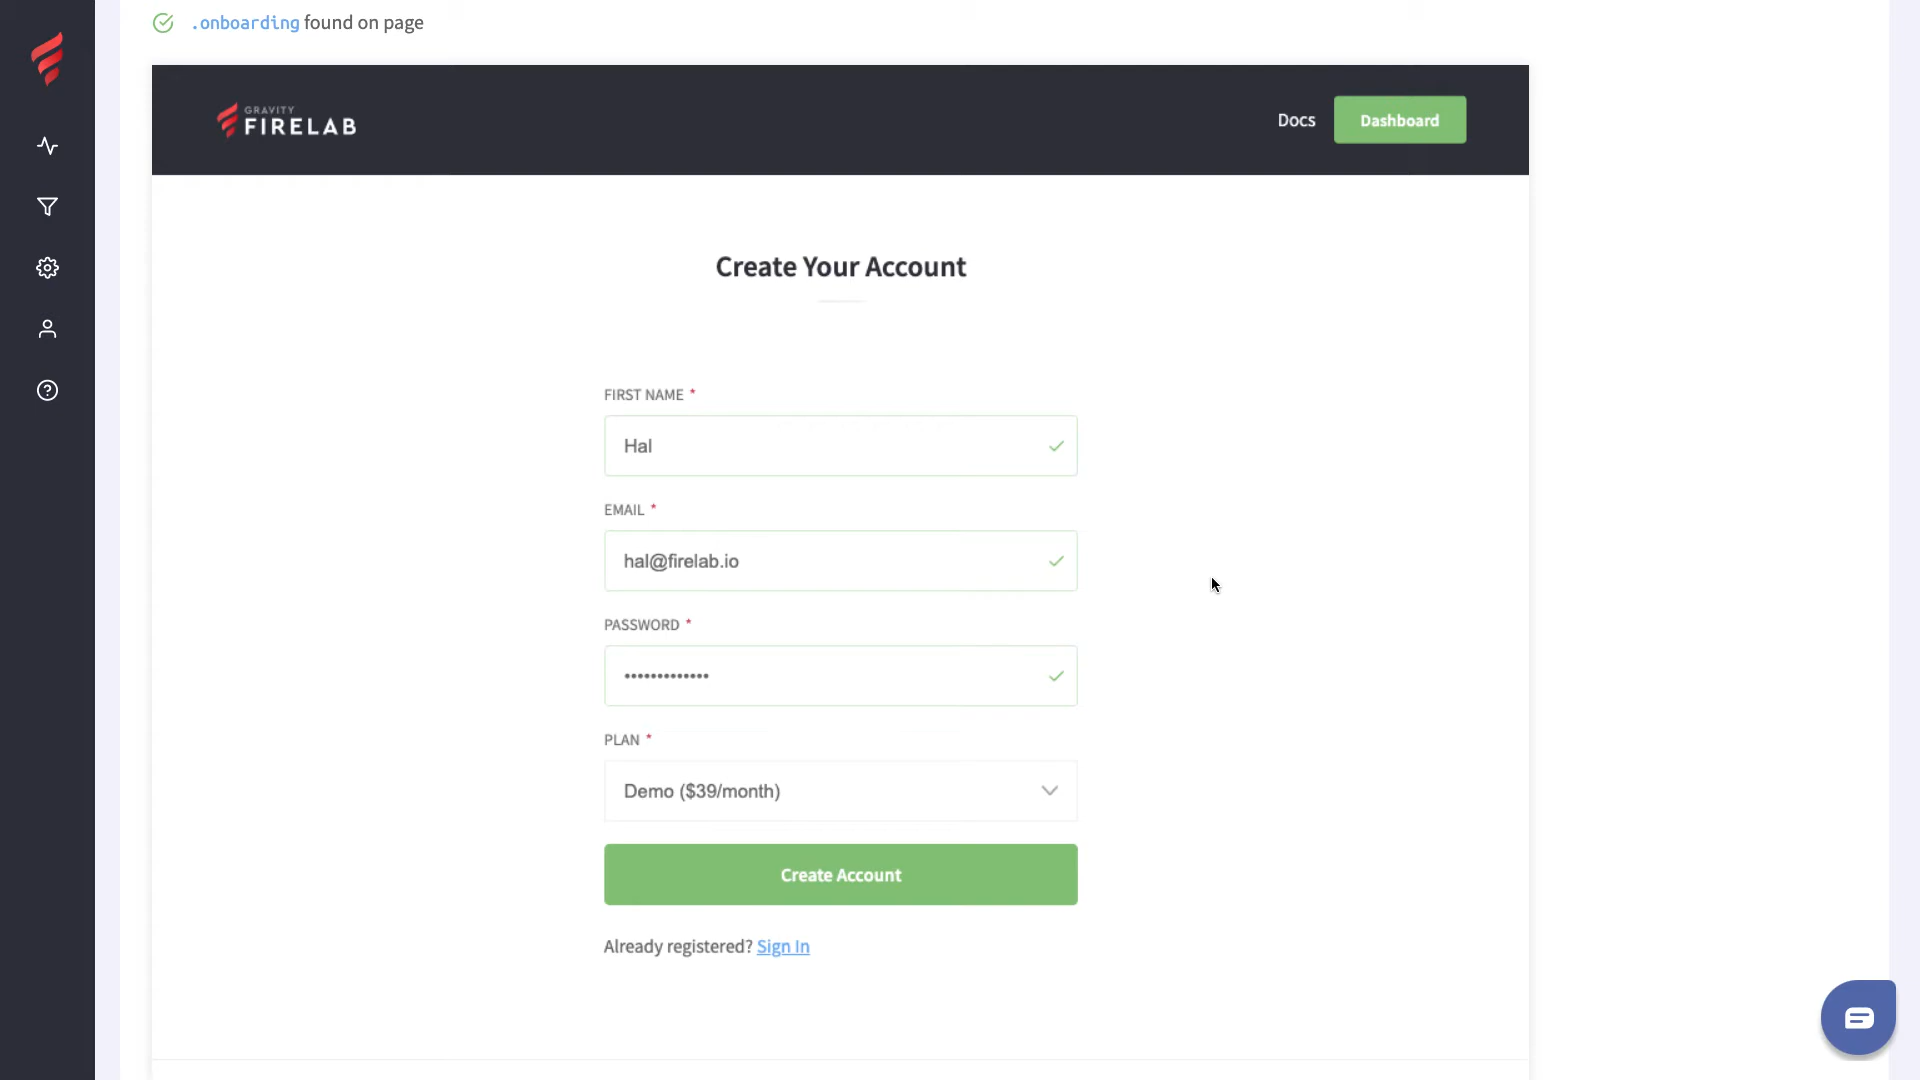 .onboarding found on page
GRAVITY
FIRELAB
Docs
Dashboard
Create Your Account
FIRST NAME *
Hal
EMAIL *
hal@firelab.io
PASSWORD *
•••••••••••••
PLAN *
Demo ($39/month)
Create Account
Already registered? Sign In